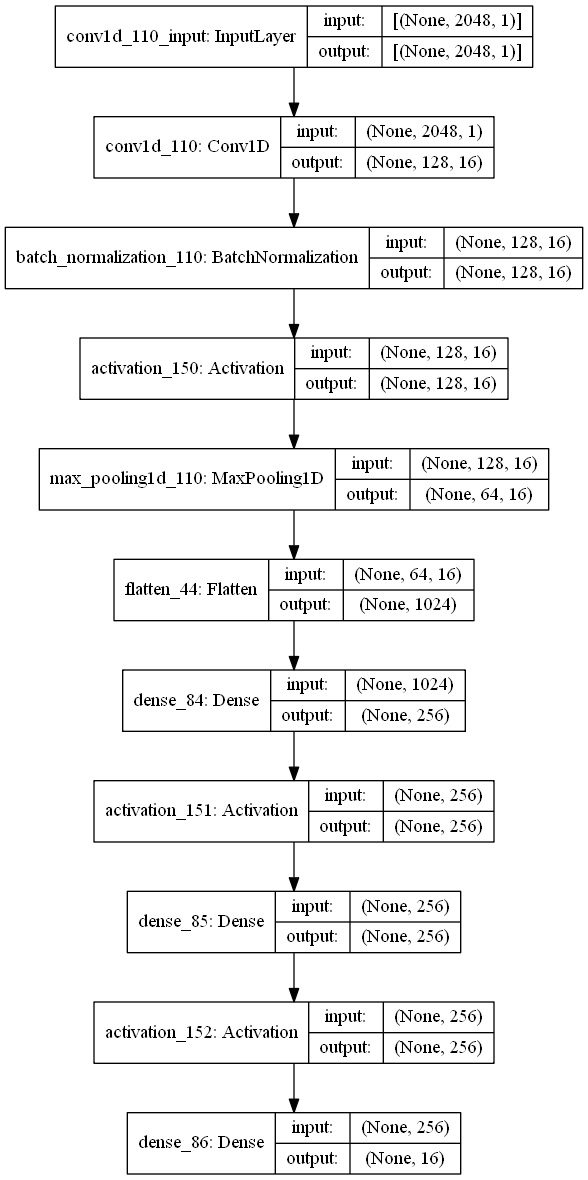 conv1d_110_input: InputLayer
input: [(None, 2048, 1)]
output: [(None, 2048, 1)]
conv1d_110: Conv1D
input: (None, 2048, 1)
output: (None, 128, 16)
batch_normalization_110: BatchNormalization
input: (None, 128, 16)
output: (None, 128, 16)
activation_150: Activation
input: (None, 128, 16)
output: (None, 128, 16)
max_pooling1d_110: MaxPooling1D
input: (None, 128, 16)
output: (None, 64, 16)
flatten_44: Flatten
input: (None, 64, 16)
output: (None, 1024)
dense_84: Dense
input: (None, 1024)
output: (None, 256)
activation_151: Activation
input: (None, 256)
output: (None, 256)
dense_85: Dense
input: (None, 256)
output: (None, 256)
activation_152: Activation
input: (None, 256)
output: (None, 256)
dense_86: Dense
input: (None, 256)
output: (None, 16)